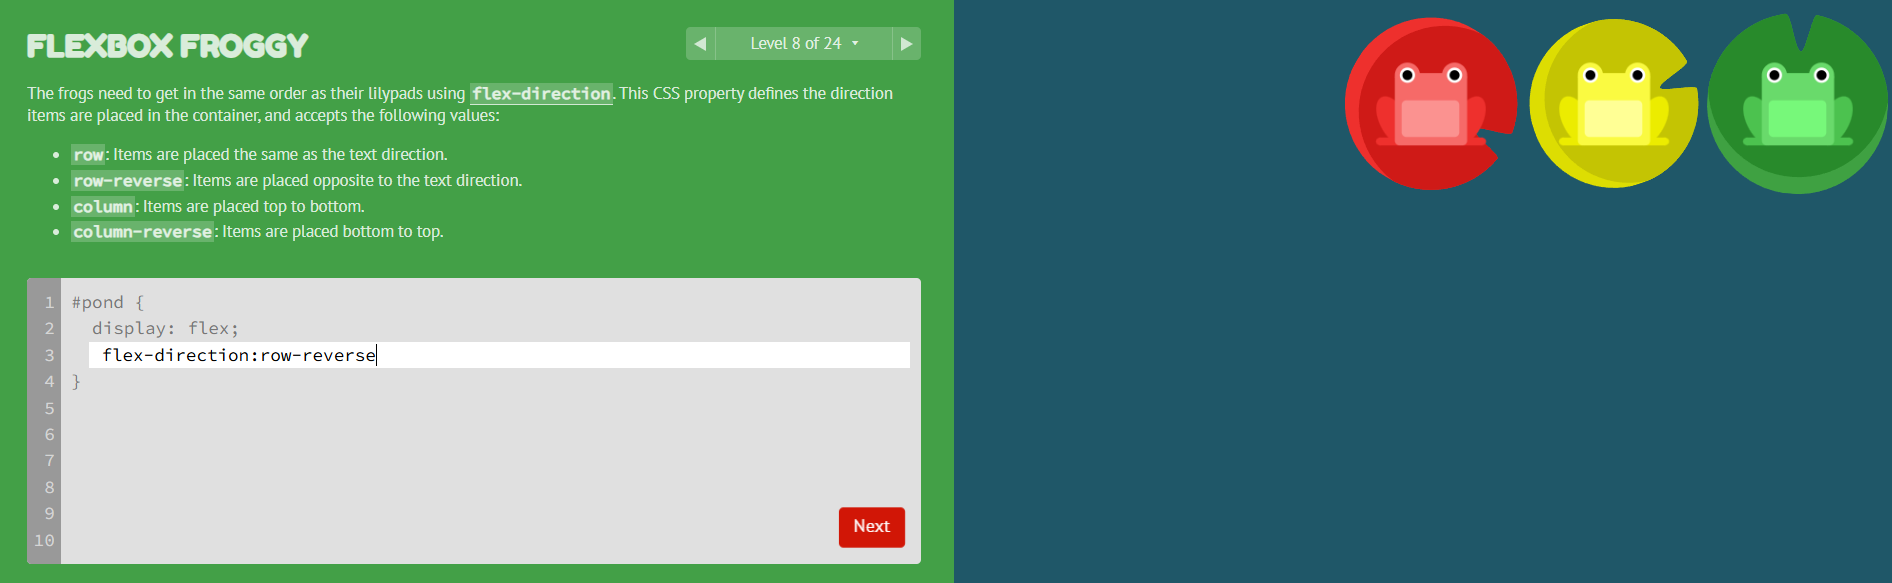 FLEXBOX FROGGY
◀ Level 8 of 24 ▾ ▶
The frogs need to get in the same order as their lilypads using flex-direction. This CSS property defines the direction
items are placed in the container, and accepts the following values:
• row: Items are placed the same as the text direction.
• row-reverse: Items are placed opposite to the text direction.
• column: Items are placed top to bottom.
• column-reverse: Items are placed bottom to top.
1 #pond {
2 display: flex;
3 flex-direction:row-reverse
4 }
5
6
7
8
9
10
Next